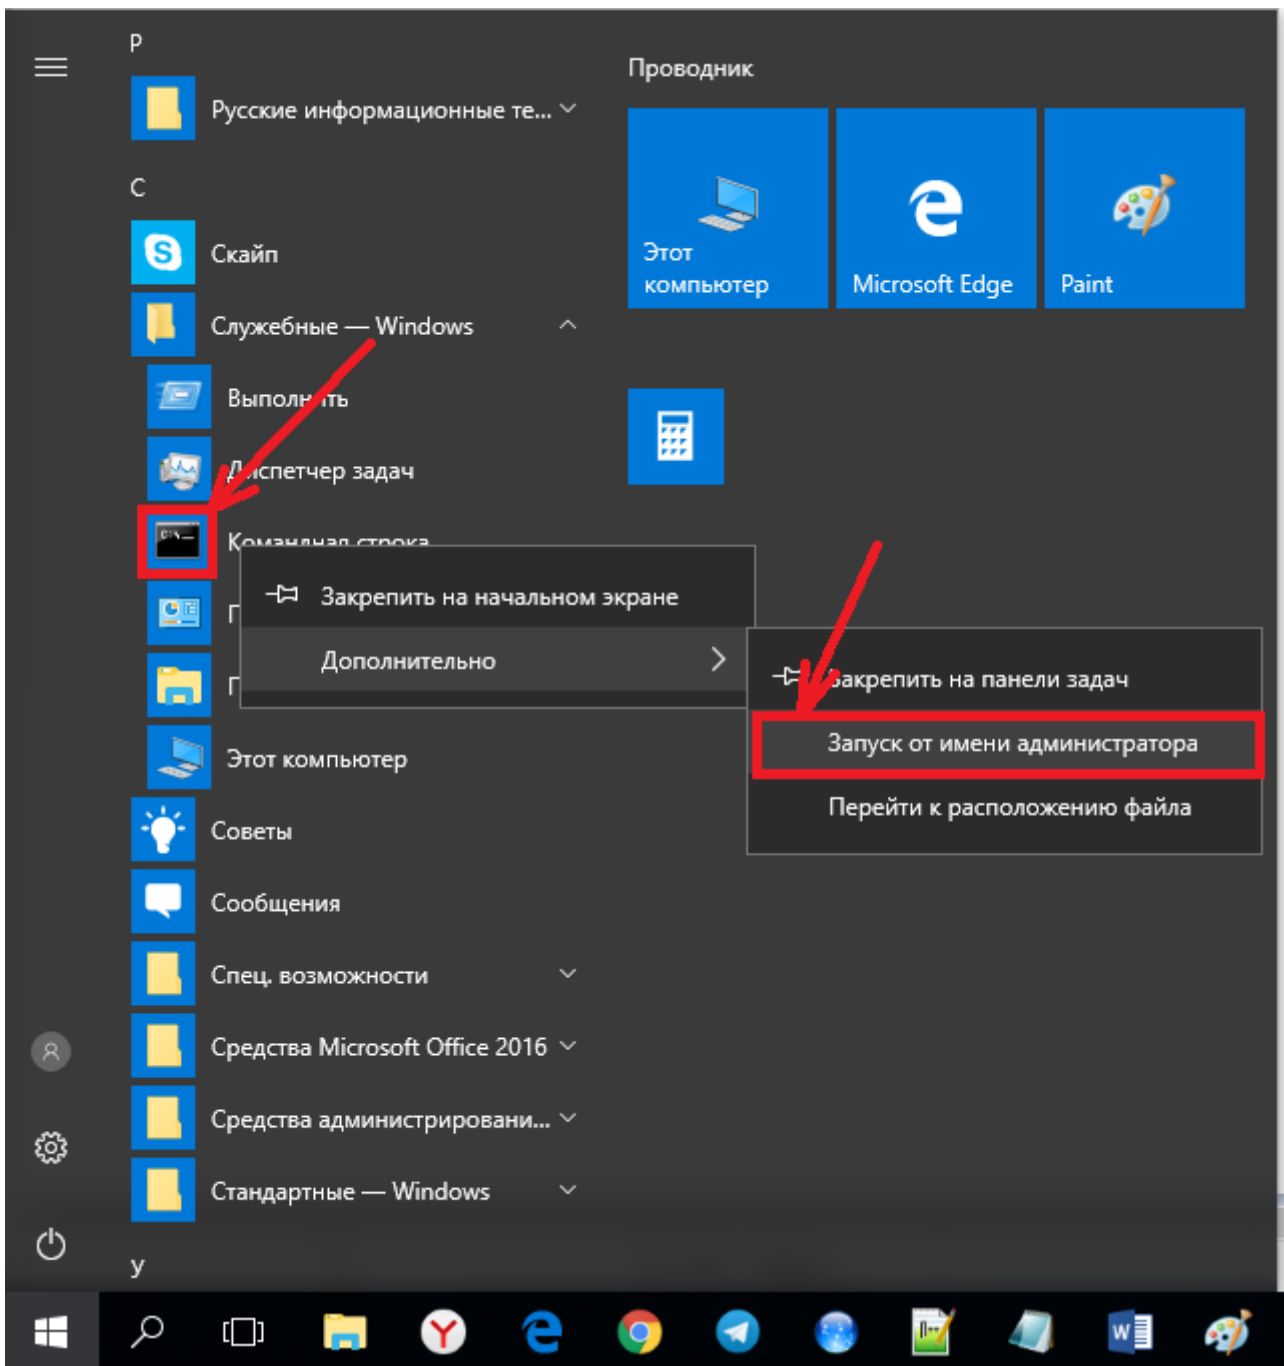 Р
Русские информационные те...
С
Скайп
Служебные — Windows
Выполнить
Диспетчер задач
Командная строка
Этот компьютер
Советы
Сообщения
Спец. возможности
Средства Microsoft Office 2016
Средства администрировани...
Стандартные — Windows
У
Проводник
Этот
компьютер
Microsoft Edge
Paint
Закрепить на начальном экране
Дополнительно
Закрепить на панели задач
Запуск от имени администратора
Перейти к расположению файла